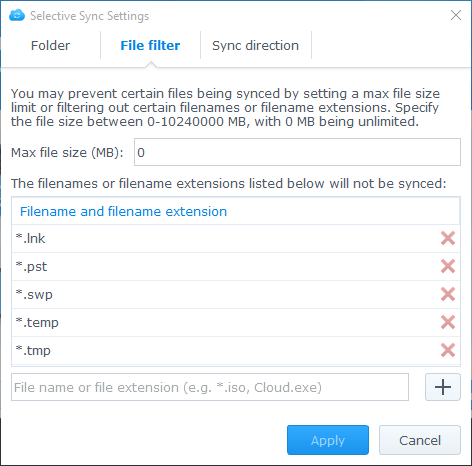 Selective Sync Settings
Folder
File filter
Sync direction
You may prevent certain files being synced by setting a max file size
limit or filtering out certain filenames or filename extensions. Specify
the file size between 0-10240000 MB, with 0 MB being unlimited.
Max file size (MB): 0
The filenames or filename extensions listed below will not be synced:
Filename and filename extension
*.lnk
*.pst
*.swp
*.temp
*.tmp
File name or file extension (e.g. *.iso, Cloud.exe)
Apply
Cancel